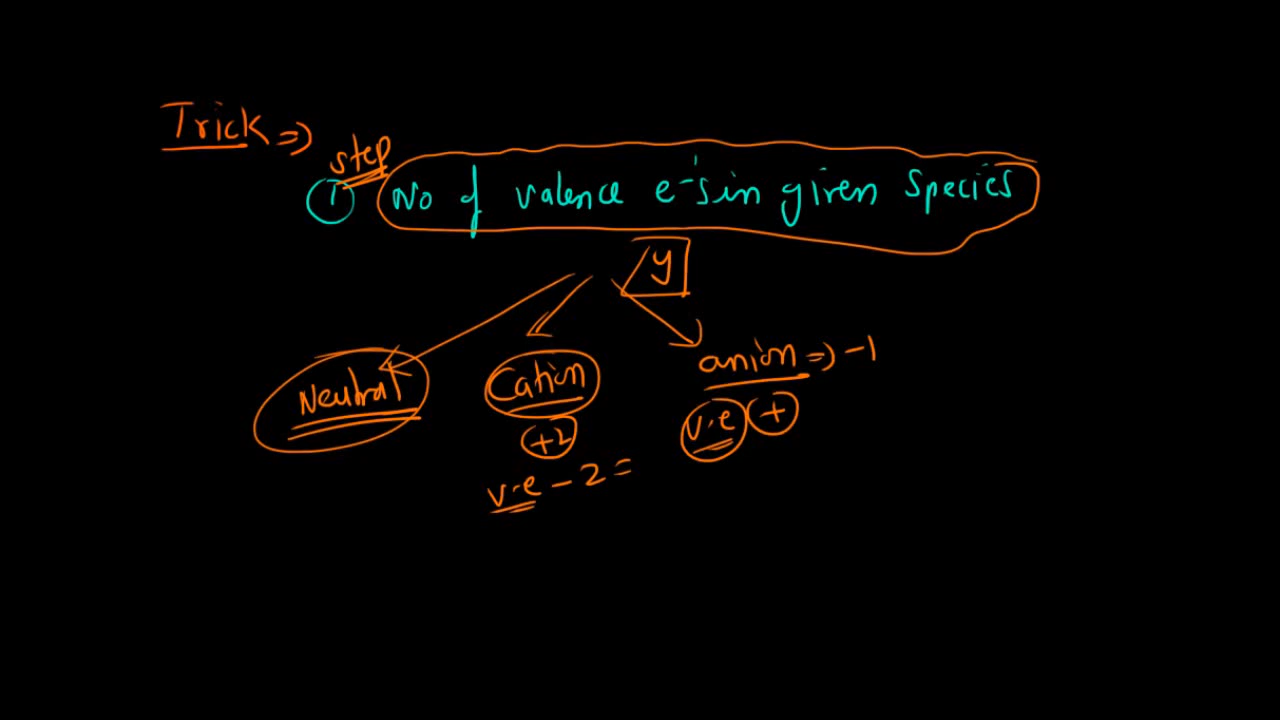 Trick ⇒
step
① No of valence e⁻'s in given species
y
Neutral Cation anion ⇒ -1
+2 v.e +
v.e - 2 =